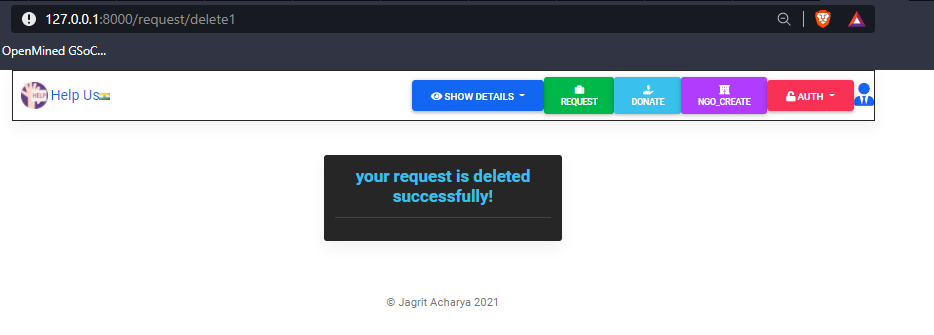 127.0.0.1:8000/request/delete1
OpenMined GSoC...
HELP
Help Us
SHOW DETAILS
REQUEST
DONATE
NGO_CREATE
AUTH
your request is deleted
successfully!
© Jagrit Acharya 2021